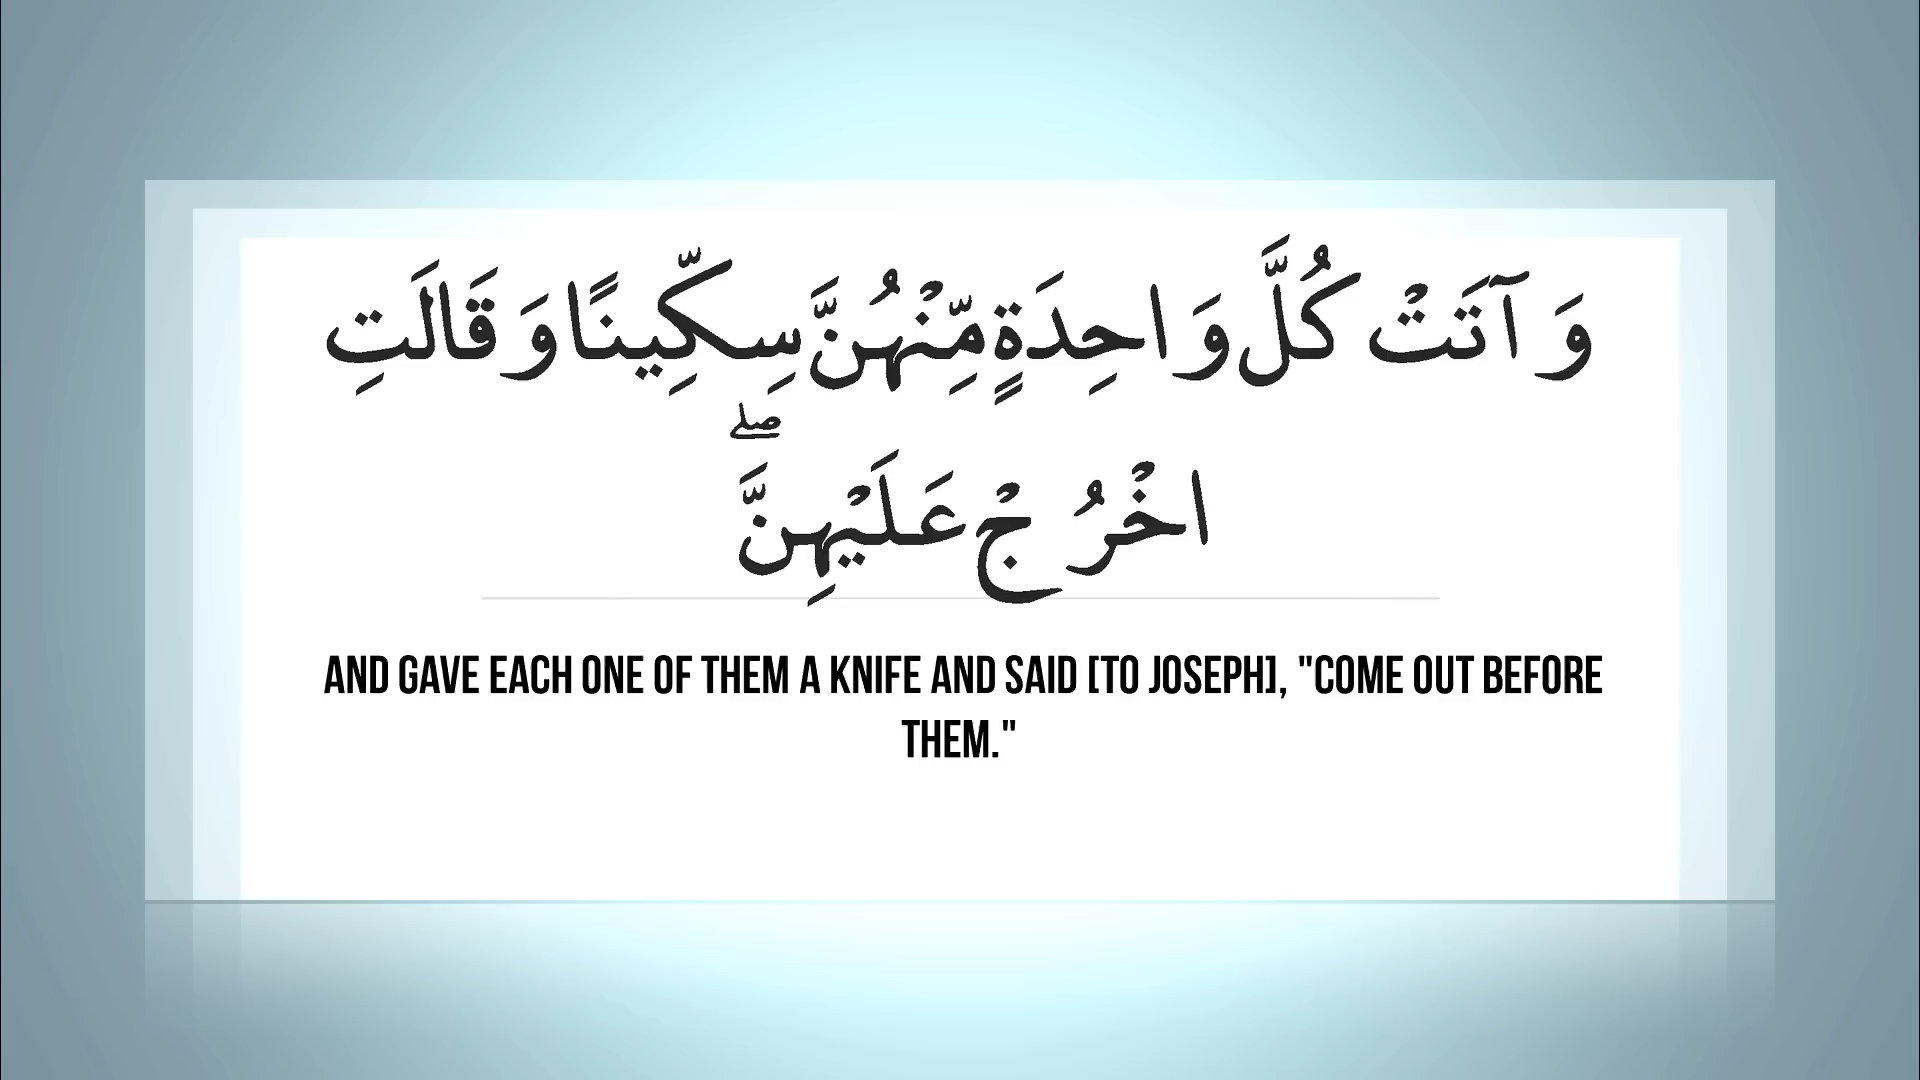 وَآتَتْ كُلَّ وَاحِدَةٍ مِّنْهُنَّ سِكِّينًا وَقَالَتِ
اخْرُجْ عَلَيْهِنَّ ۖ
AND GAVE EACH ONE OF THEM A KNIFE AND SAID [TO JOSEPH], "COME OUT BEFORE
THEM."